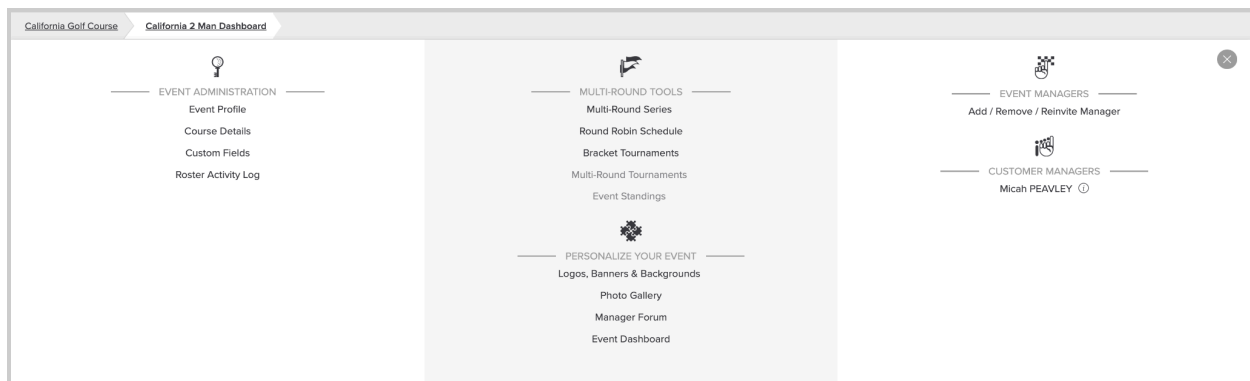 California Golf Course
California 2 Man Dashboard
EVENT ADMINISTRATION
Event Profile
Course Details
Custom Fields
Roster Activity Log
MULTI-ROUND TOOLS
Multi-Round Series
Round Robin Schedule
Bracket Tournaments
Multi-Round Tournaments
Event Standings
PERSONALIZE YOUR EVENT
Logos, Banners & Backgrounds
Photo Gallery
Manager Forum
Event Dashboard
EVENT MANAGERS
Add / Remove / Reinvite Manager
CUSTOMER MANAGERS
Micah PEAVLEY